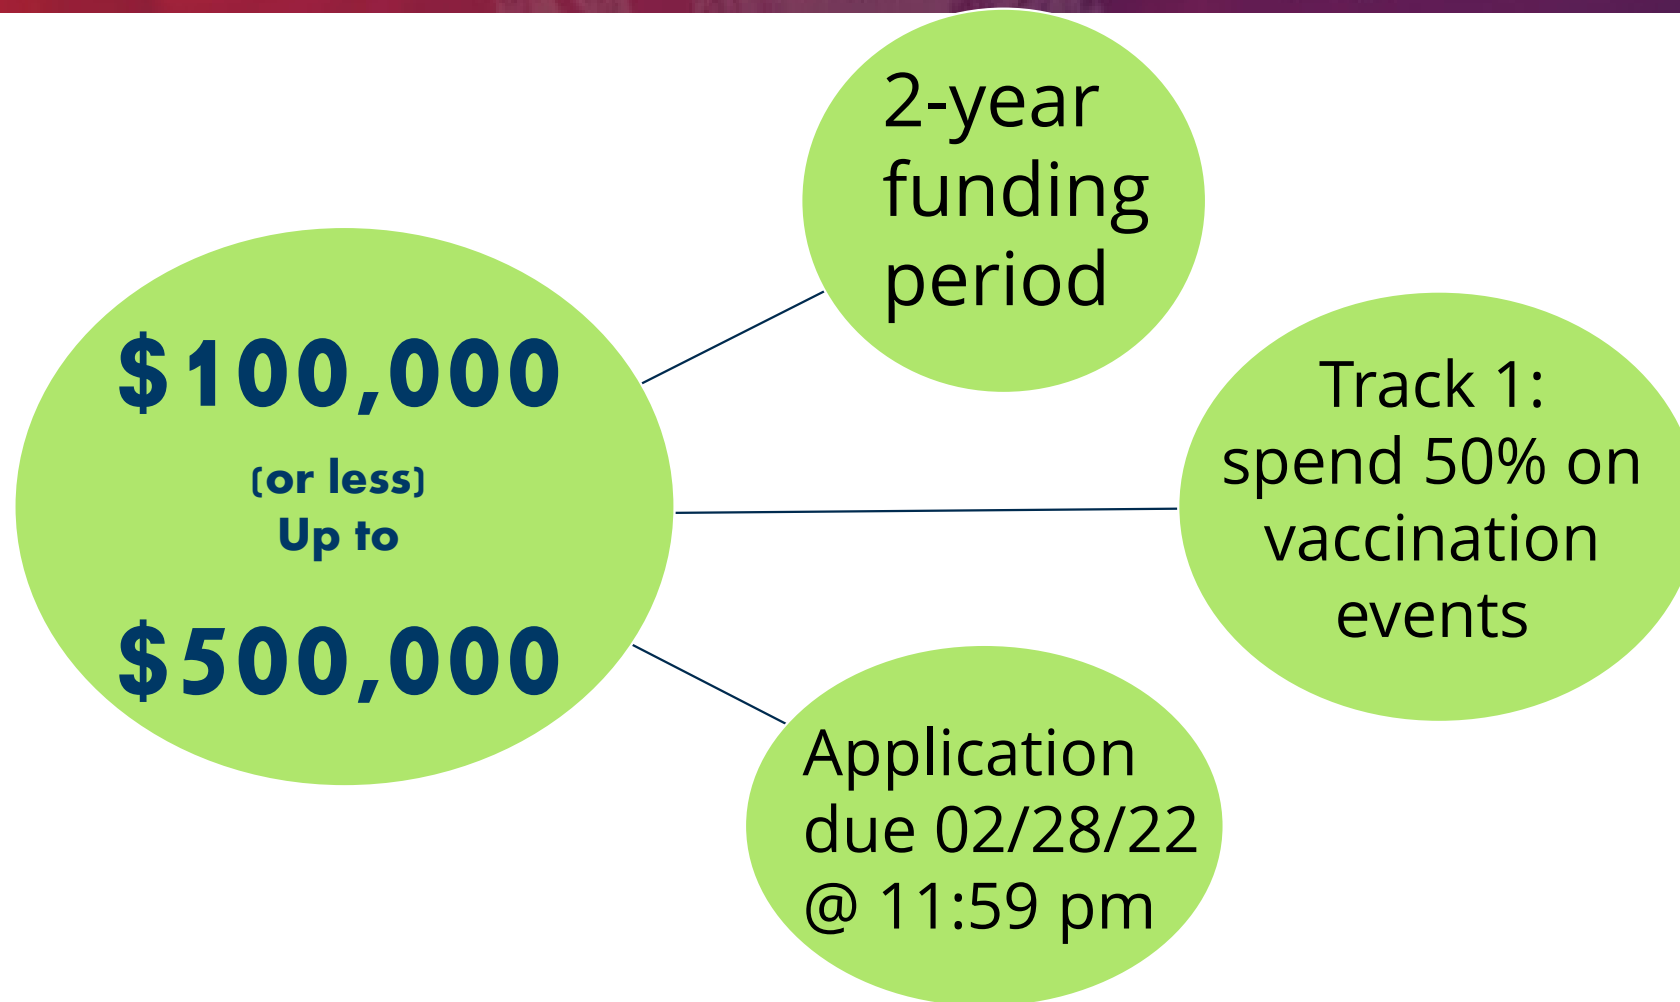 $100,000
(or less)
Up to
$500,000
2-year
funding
period
Track 1:
spend 50% on
vaccination
events
Application
due 02/28/22
@ 11:59 pm